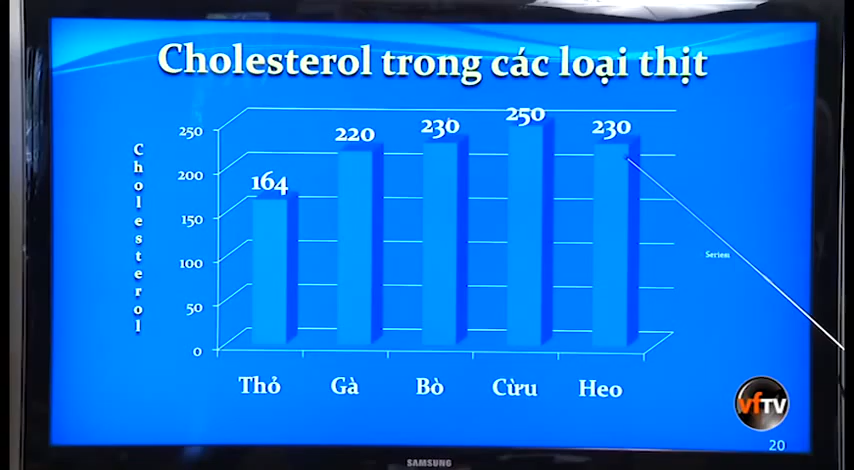 Cholesterol trong các loại thịt
Cholesterol
250
200
150
100
50
0
164
220
230
250
230
Thỏ
Gà
Bò
Cừu
Heo
Series1
vfTV
20
SAMSUNG